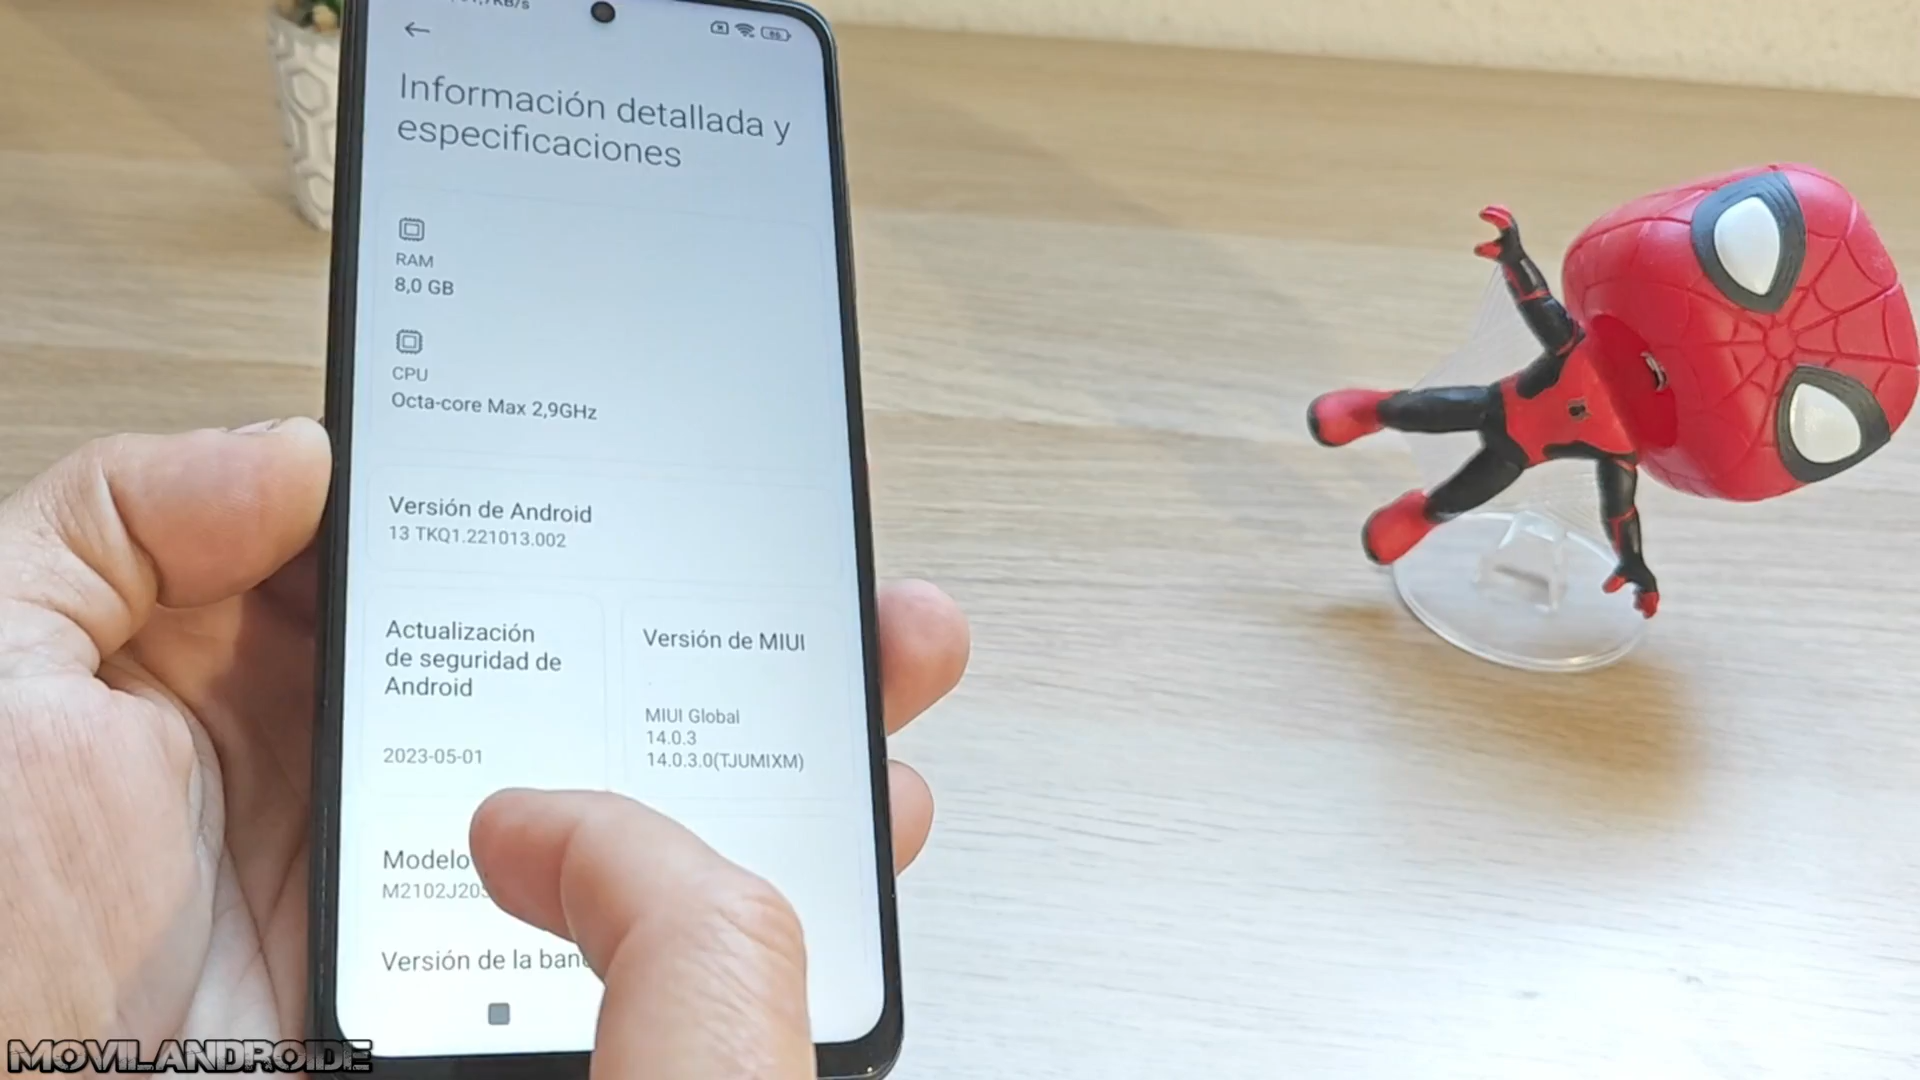 Información detallada y
especificaciones
RAM
8,0 GB
CPU
Octa-core Max 2,9GHz
Versión de Android
13 TKQ1.221013.002
Actualización
de seguridad de
Android
2023-05-01
Versión de MIUI
MIUI Global
14.0.3
14.0.3.0(TJUMIXM)
Modelo
M2102J20S
Versión de la
MOVILANDROIDE